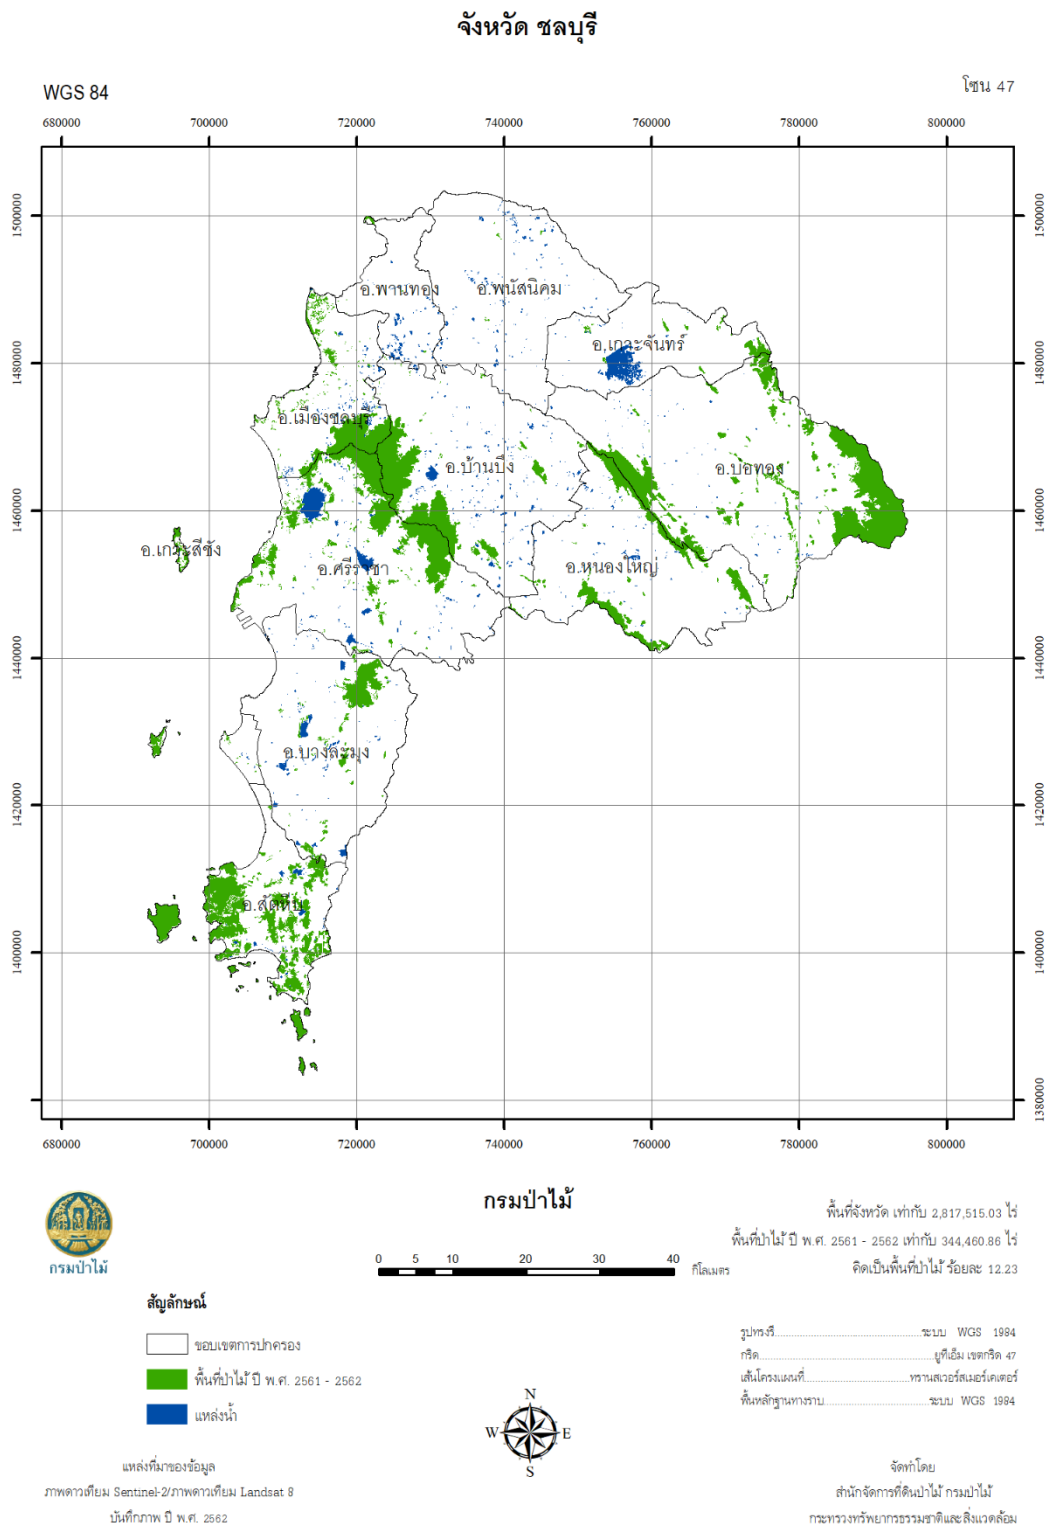 จังหวัด ชลบุรี
WGS 84
โซน 47
680000 700000 720000 740000 760000 780000 800000
1500000 1500000
อ.พานทอง
อ.พนัสนิคม
อ.เกาะจันทร์
1480000 1480000
อ.เมืองชลบุรี
อ.บ้านบึง
อ.บ่อทอง
1460000 1460000
อ.เกาะสีชัง
อ.ศรีราชา
อ.หนองใหญ่
1440000 1440000
อ.บางละมุง
1420000 1420000
อ.สัตหีบ
1400000 1400000
1380000 1380000
680000 700000 720000 740000 760000 780000 800000
กรมป่าไม้
กรมป่าไม้
0 5 10 20 30 40
กิโลเมตร
พื้นที่จังหวัด เท่ากับ 2,817,515.03 ไร่
พื้นที่ป่าไม้ ปี พ.ศ. 2561 - 2562 เท่ากับ 344,460.86 ไร่
คิดเป็นพื้นที่ป่าไม้ ร้อยละ 12.23
สัญลักษณ์
ขอบเขตการปกครอง
พื้นที่ป่าไม้ ปี พ.ศ. 2561 - 2562
แหล่งน้ำ
รูปทรงรี......................................ระบบ WGS 1984
กริด.............................................ยูทีเอ็ม เขตกริด 47
เส้นโครงแผนที่...........................ทรานสเวอร์สเมอร์เคเตอร์
พื้นหลักฐานทางราบ...........................ระบบ WGS 1984
N
W E
S
แหล่งที่มาของข้อมูล
ภาพดาวเทียม Sentinel-2/ภาพดาวเทียม Landsat 8
บันทึกภาพ ปี พ.ศ. 2562
จัดทำโดย
สำนักจัดการที่ดินป่าไม้ กรมป่าไม้
กระทรวงทรัพยากรธรรมชาติและสิ่งแวดล้อม